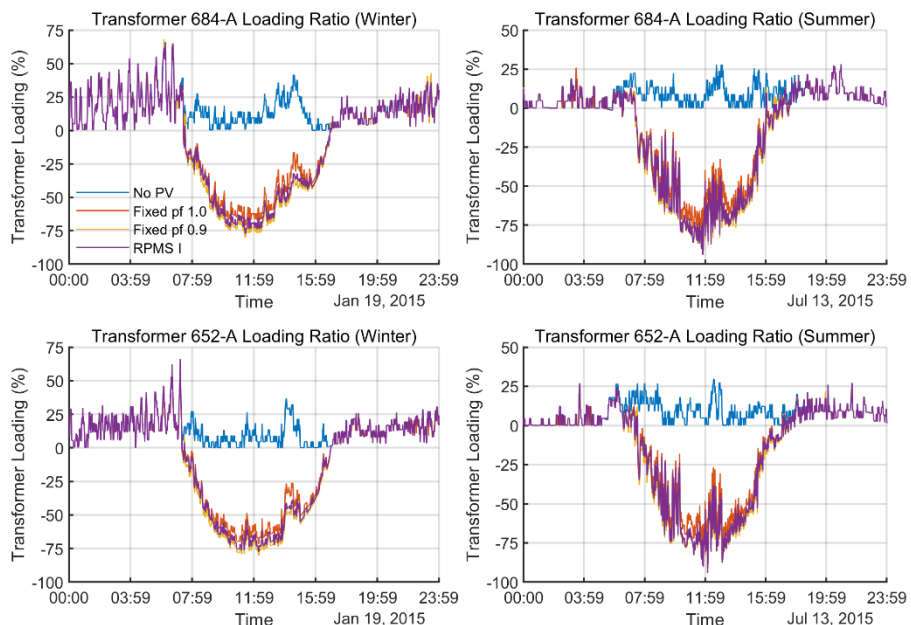 Transformer 684-A Loading Ratio (Winter)
Transformer Loading (%)
75
50
25
0
-25
-50
-75
-100
No PV
Fixed pf 1.0
Fixed pf 0.9
RPMS I
00:00 03:59 07:59 11:59 15:59 19:59 23:59
Time
Jan 19, 2015
Transformer 684-A Loading Ratio (Summer)
Transformer Loading (%)
50
25
0
-25
-50
-75
-100
00:00 03:59 07:59 11:59 15:59 19:59 23:59
Time
Jul 13, 2015
Transformer 652-A Loading Ratio (Winter)
Transformer Loading (%)
75
50
25
0
-25
-50
-75
-100
00:00 03:59 07:59 11:59 15:59 19:59 23:59
Time
Jan 19, 2015
Transformer 652-A Loading Ratio (Summer)
Transformer Loading (%)
50
25
0
-25
-50
-75
-100
00:00 03:59 07:59 11:59 15:59 19:59 23:59
Time
Jul 13, 2015